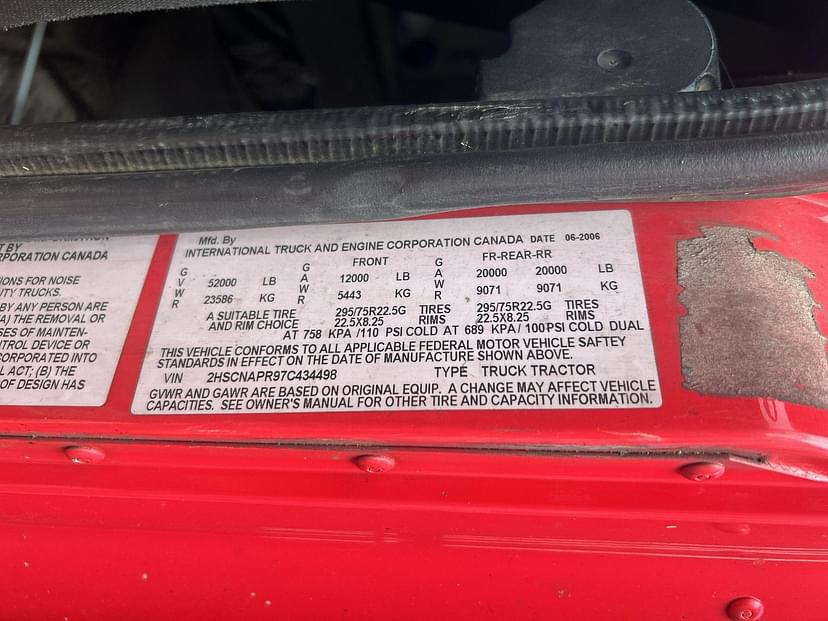 T BY
RPORATION CANADA
IONS FOR NOISE
UTY TRUCKS.
BY ANY PERSON ARE
(A) THE REMOVAL OR
SES OF MAINTEN-
NTROL DEVICE OR
CORPORATED INTO
L ACT; (B) THE
OF DESIGN HAS
Mfd. By
INTERNATIONAL TRUCK AND ENGINE CORPORATION CANADA DATE 06-2006
G G FRONT G FR-REAR-RR
V 52000 LB A 12000 LB A 20000 20000 LB
W W W
R 23586 KG R 5443 KG R 9071 9071 KG
A SUITABLE TIRE 295/75R22.5G TIRES 295/75R22.5G TIRES
AND RIM CHOICE 22.5X8.25 RIMS 22.5X8.25 RIMS
AT 758 KPA /110 PSI COLD AT 689 KPA / 100PSI COLD DUAL
THIS VEHICLE CONFORMS TO ALL APPLICABLE FEDERAL MOTOR VEHICLE SAFTEY
STANDARDS IN EFFECT ON THE DATE OF MANUFACTURE SHOWN ABOVE.
VIN 2HSCNAPR97C434498 TYPE TRUCK TRACTOR
GVWR AND GAWR ARE BASED ON ORIGINAL EQUIP. A CHANGE MAY AFFECT VEHICLE
CAPACITIES. SEE OWNER'S MANUAL FOR OTHER TIRE AND CAPACITY INFORMATION.